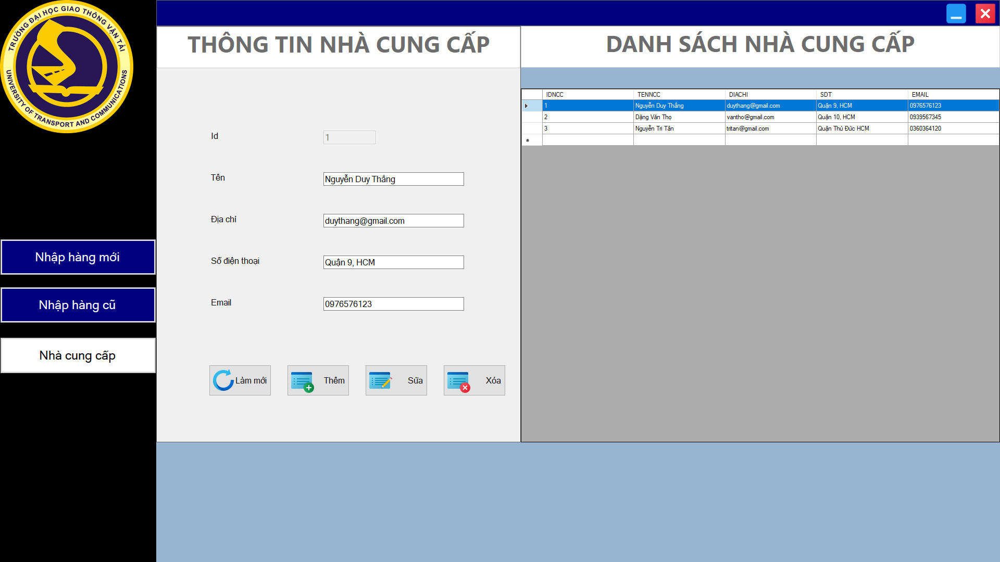 TRƯỜNG ĐẠI HỌC GIAO THÔNG VẬN TẢI
UNIVERSITY OF TRANSPORT AND COMMUNICATIONS
Nhập hàng mới
Nhập hàng cũ
Nhà cung cấp
THÔNG TIN NHÀ CUNG CẤP
Id 1
Tên Nguyễn Duy Thắng
Địa chỉ duythang@gmail.com
Số điện thoại Quận 9, HCM
Email 0976576123
Làm mới Thêm Sửa Xóa
DANH SÁCH NHÀ CUNG CẤP
IDNCC TENNCC DIACHI SDT EMAIL
1 Nguyễn Duy Thắng duythang@gmail.com Quận 9, HCM 0976576123
2 Dặng Văn Thọ vantho@gmail.com Quận 10, HCM 0939567345
3 Nguyễn Tri Tân tritan@gmail.com Quận Thủ Đức HCM 0360364120